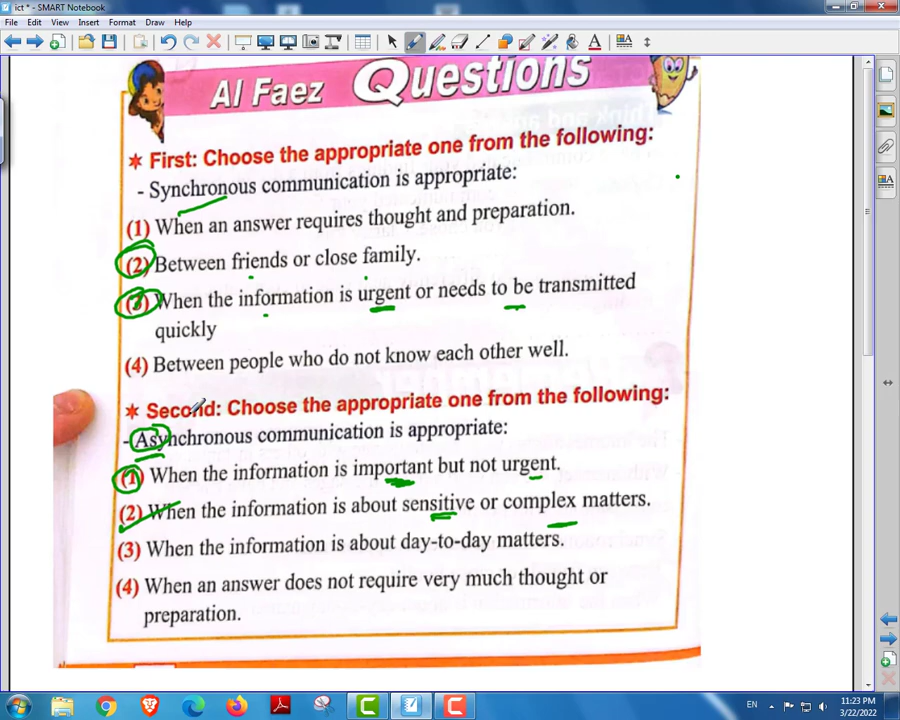 ict * - SMART Notebook
File Edit View Insert Format Draw Help
Al Faez Questions
✶ First: Choose the appropriate one from the following:
- Synchronous communication is appropriate:
(1) When an answer requires thought and preparation.
(2) Between friends or close family.
(3) When the information is urgent or needs to be transmitted
quickly
(4) Between people who do not know each other well.
✶ Second: Choose the appropriate one from the following:
- Asynchronous communication is appropriate:
(1) When the information is important but not urgent.
(2) When the information is about sensitive or complex matters.
(3) When the information is about day-to-day matters.
(4) When an answer does not require very much thought or
preparation.
EN
11:23 PM
3/22/2022